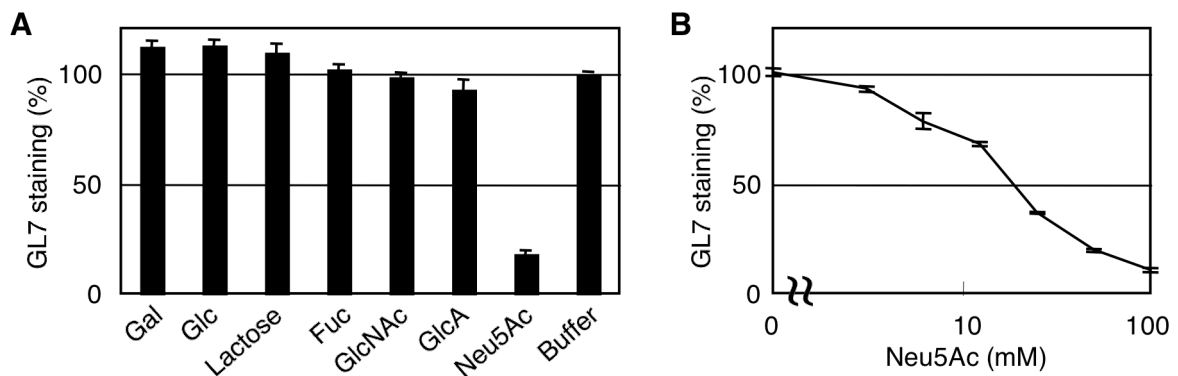 A
GL7 staining (%)
100
50
0
Gal
Glc
Lactose
Fuc
GlcNAc
GlcA
Neu5Ac
Buffer
B
GL7 staining (%)
100
50
0
0
10
100
Neu5Ac (mM)